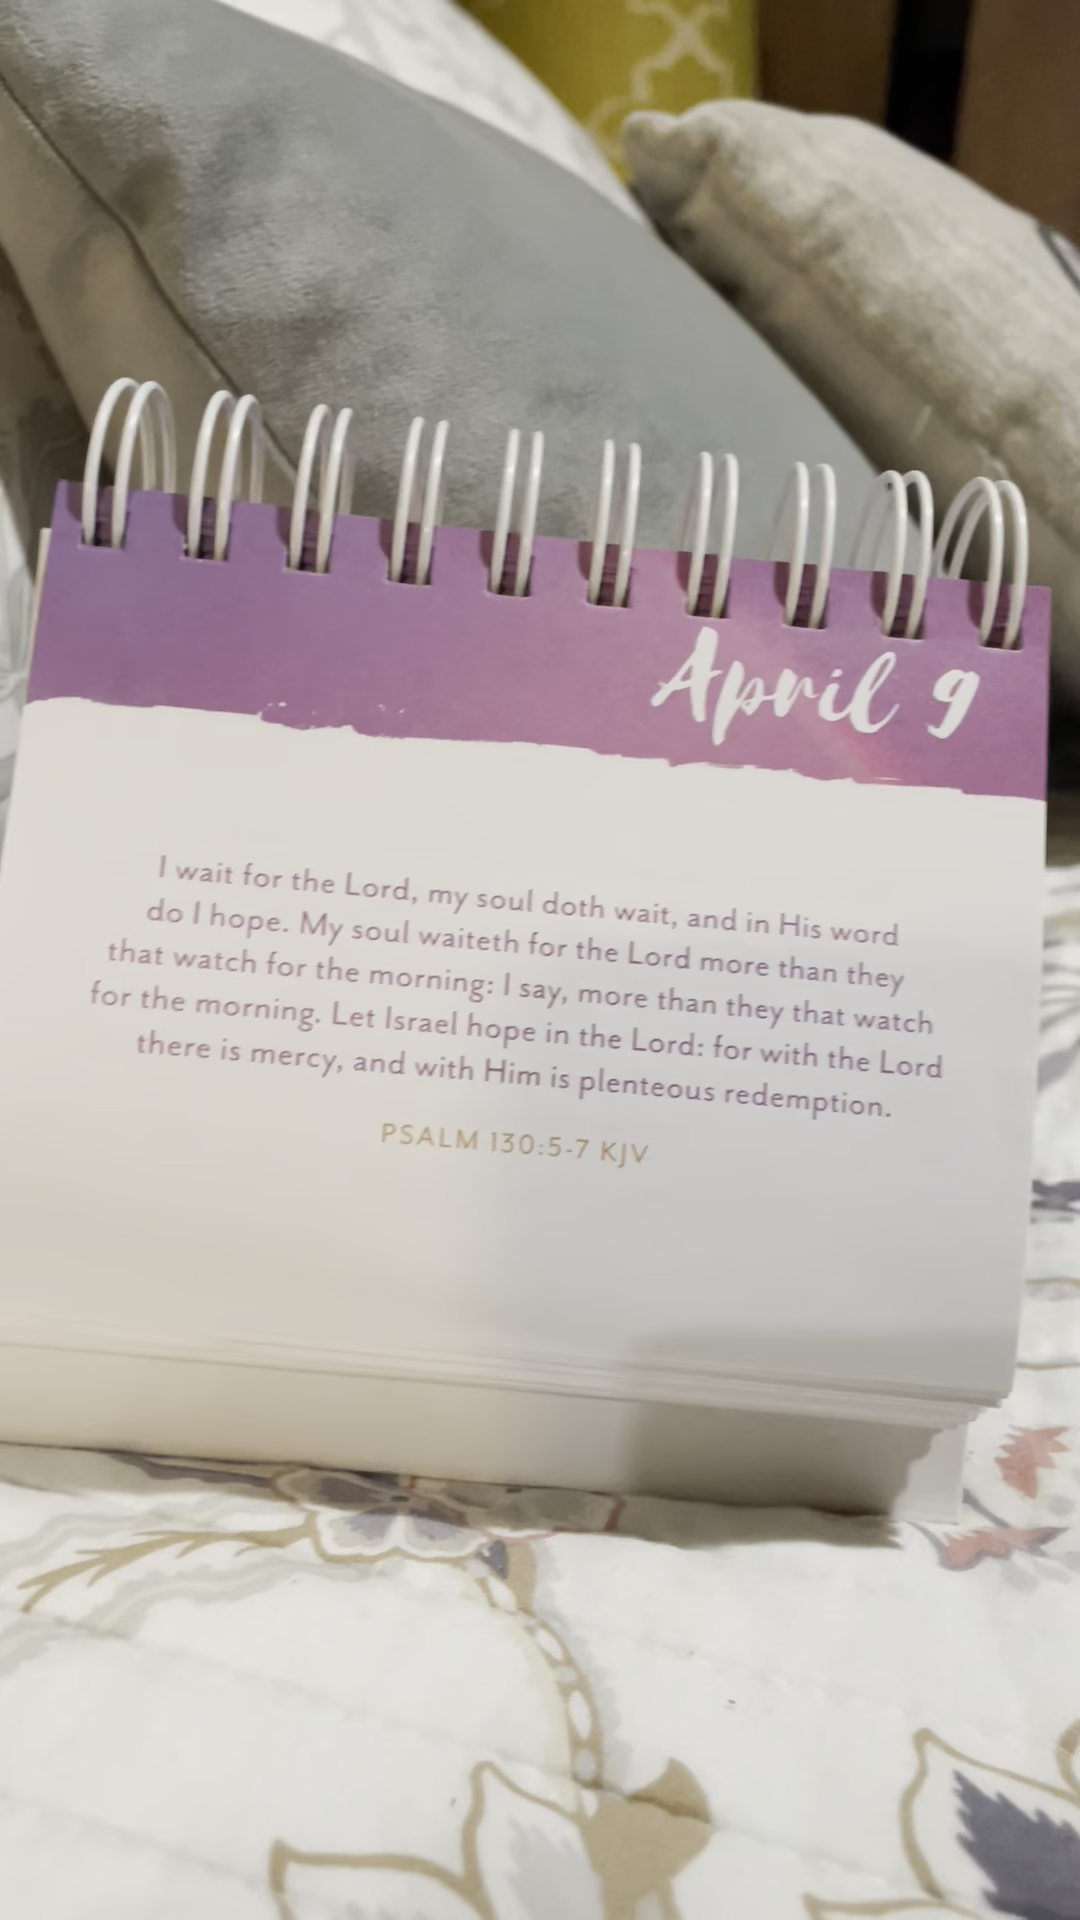 April 9
I wait for the Lord, my soul doth wait, and in His word
do I hope. My soul waiteth for the Lord more than they
that watch for the morning: I say, more than they that watch
for the morning. Let Israel hope in the Lord: for with the Lord
there is mercy, and with Him is plenteous redemption.
PSALM 130:5-7 KJV